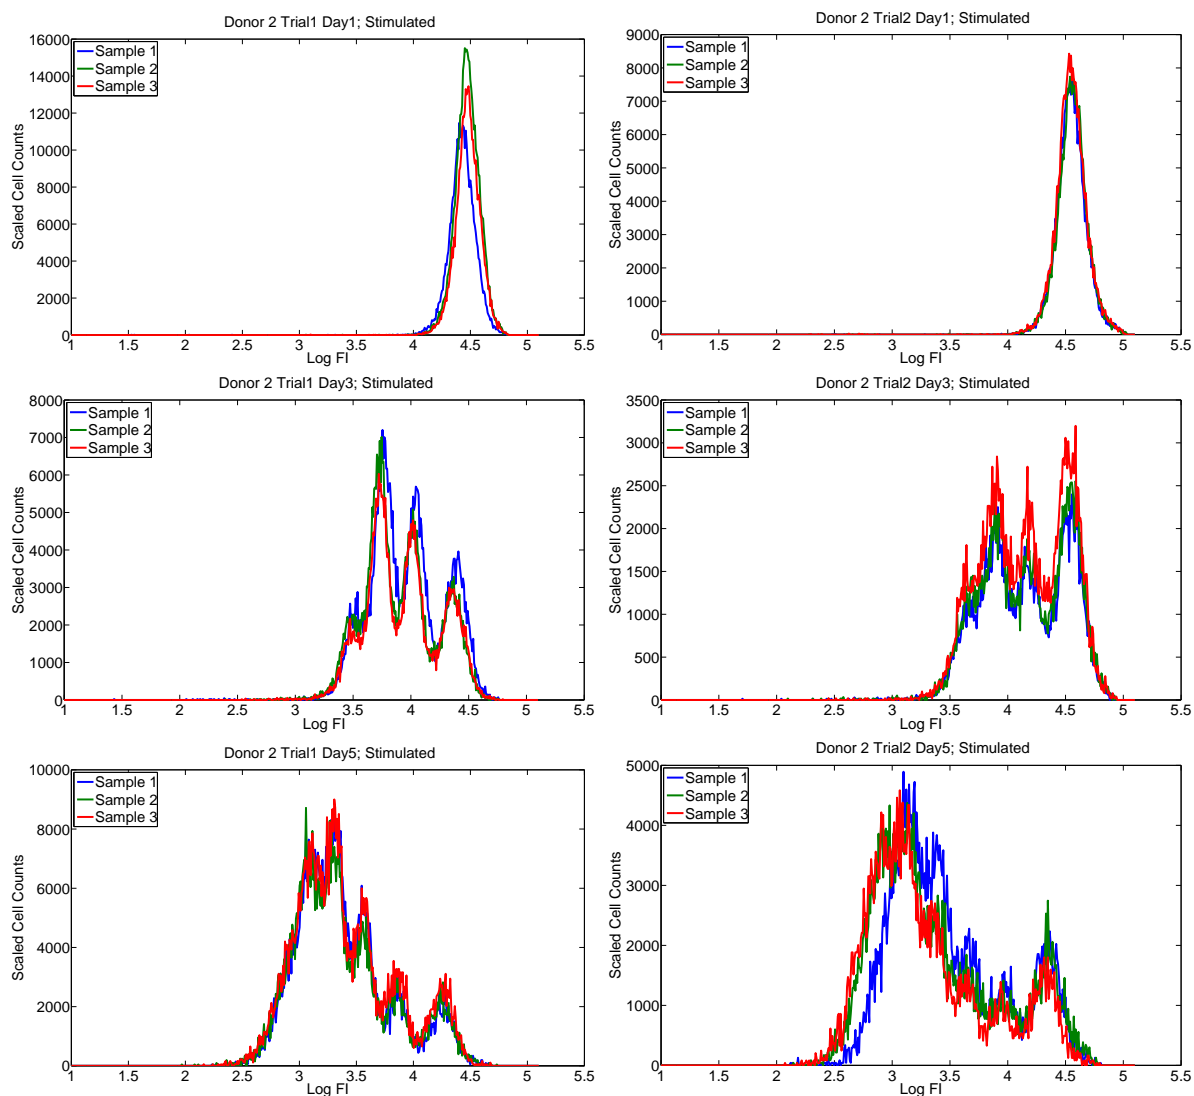 Donor 2 Trial1 Day1; Stimulated
Sample 1
Sample 2
Sample 3
Scaled Cell Counts
16000
14000
12000
10000
8000
6000
4000
2000
0
1 1.5 2 2.5 3 3.5 4 4.5 5 5.5
Log FI
Donor 2 Trial2 Day1; Stimulated
Sample 1
Sample 2
Sample 3
Scaled Cell Counts
9000
8000
7000
6000
5000
4000
3000
2000
1000
0
1 1.5 2 2.5 3 3.5 4 4.5 5 5.5
Log FI
Donor 2 Trial1 Day3; Stimulated
Sample 1
Sample 2
Sample 3
Scaled Cell Counts
8000
7000
6000
5000
4000
3000
2000
1000
0
1 1.5 2 2.5 3 3.5 4 4.5 5 5.5
Log FI
Donor 2 Trial2 Day3; Stimulated
Sample 1
Sample 2
Sample 3
Scaled Cell Counts
3500
3000
2500
2000
1500
1000
500
0
1 1.5 2 2.5 3 3.5 4 4.5 5 5.5
Log FI
Donor 2 Trial1 Day5; Stimulated
Sample 1
Sample 2
Sample 3
Scaled Cell Counts
10000
8000
6000
4000
2000
0
1 1.5 2 2.5 3 3.5 4 4.5 5 5.5
Log FI
Donor 2 Trial2 Day5; Stimulated
Sample 1
Sample 2
Sample 3
Scaled Cell Counts
5000
4000
3000
2000
1000
0
1 1.5 2 2.5 3 3.5 4 4.5 5 5.5
Log FI